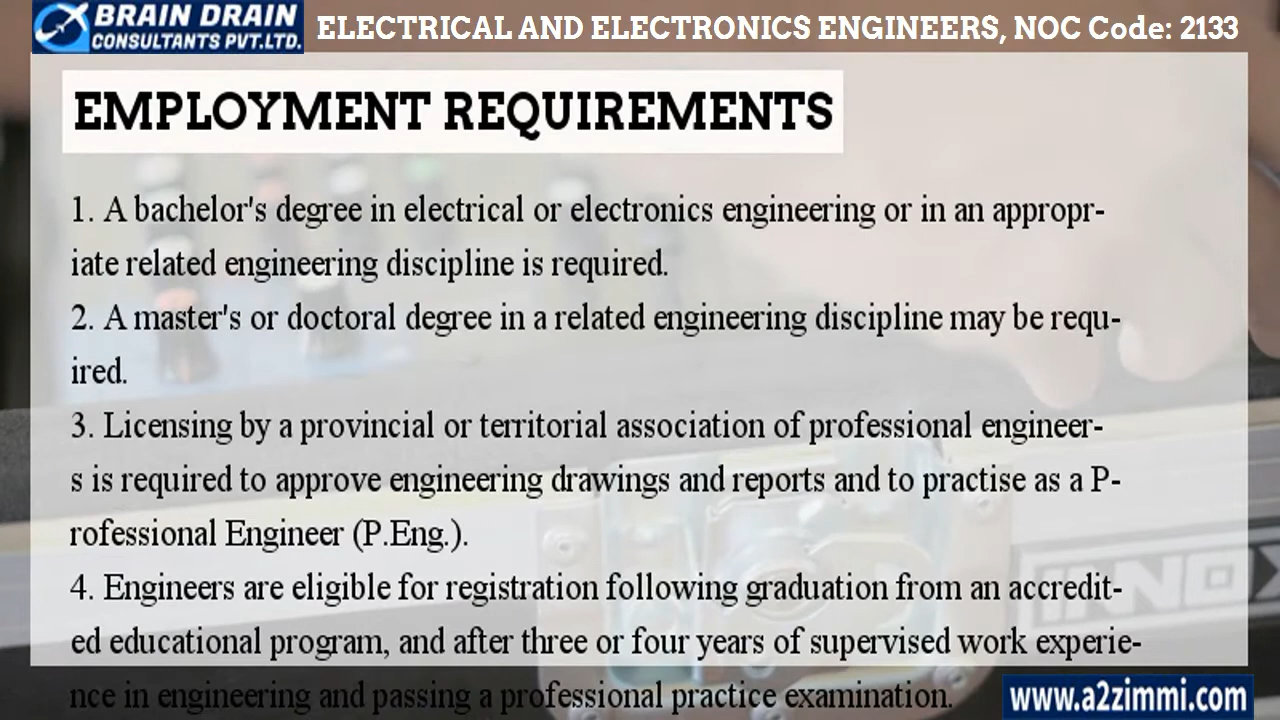 BRAIN DRAIN
CONSULTANTS PVT.LTD.
ELECTRICAL AND ELECTRONICS ENGINEERS, NOC Code: 2133
EMPLOYMENT REQUIREMENTS
1. A bachelor's degree in electrical or electronics engineering or in an appropr-
iate related engineering discipline is required.
2. A master's or doctoral degree in a related engineering discipline may be requ-
ired.
3. Licensing by a provincial or territorial association of professional engineer-
s is required to approve engineering drawings and reports and to practise as a P-
rofessional Engineer (P.Eng.).
4. Engineers are eligible for registration following graduation from an accredit-
ed educational program, and after three or four years of supervised work experie-
nce in engineering and passing a professional practice examination.
www.a2zimmi.com